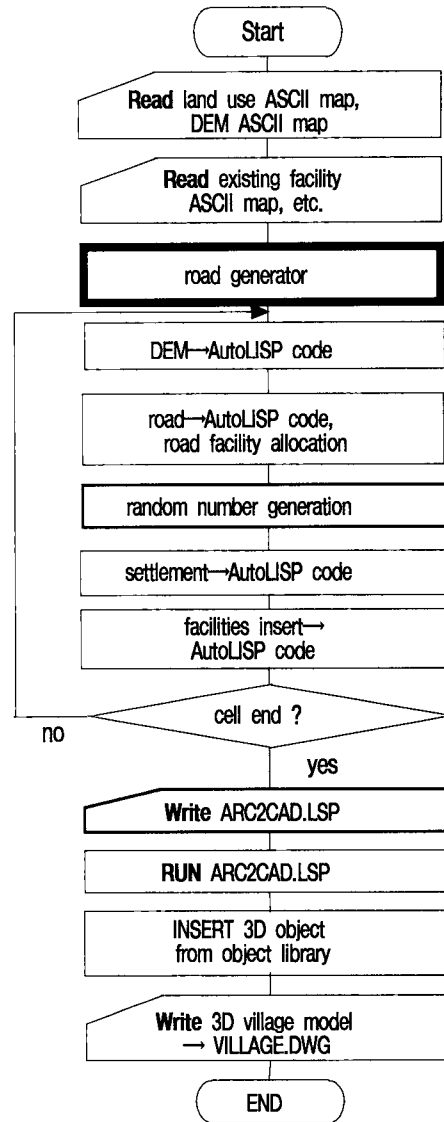 Start
Read land use ASCII map,
DEM ASCII map
Read existing facility
ASCII map, etc.
road generator
DEM→AutoLISP code
road→AutoLISP code,
road facility allocation
random number generation
settlement→AutoLISP code
facilities insert→
AutoLISP code
cell end ?
no
yes
Write ARC2CAD.LSP
RUN ARC2CAD.LSP
INSERT 3D object
from object library
Write 3D village model
→ VILLAGE.DWG
END